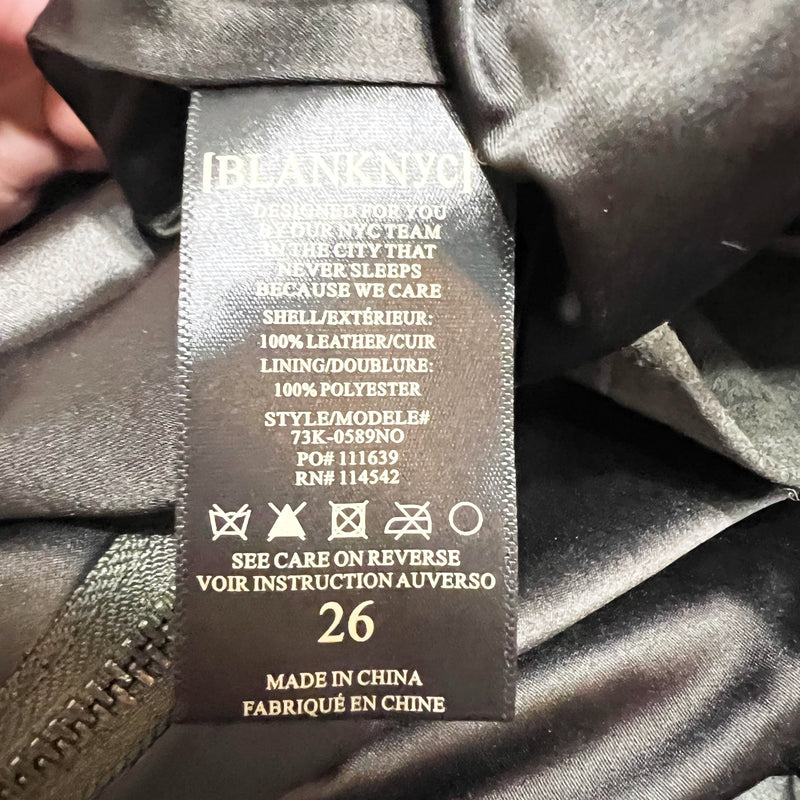 [BLANKNYC]
DESIGNED FOR YOU
BY OUR NYC TEAM
IN THE CITY THAT
NEVER SLEEPS
BECAUSE WE CARE
SHELL/EXTÉRIEUR:
100% LEATHER/CUIR
LINING/DOUBLURE:
100% POLYESTER
STYLE/MODELE#
73K-0589NO
PO# 111639
RN# 114542
SEE CARE ON REVERSE
VOIR INSTRUCTION AUVERSO
26
MADE IN CHINA
FABRIQUÉ EN CHINE